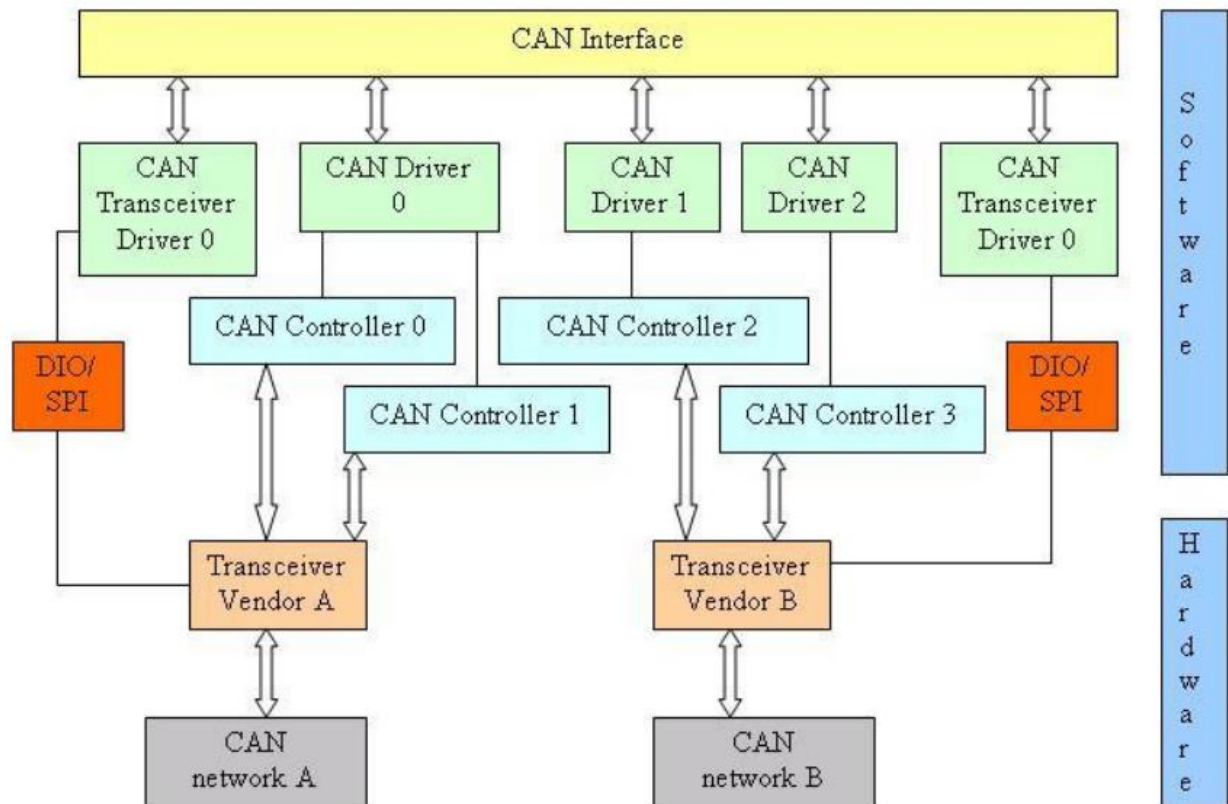 CAN Interface
CAN
Transceiver
Driver 0
CAN Driver
0
CAN
Driver 1
CAN
Driver 2
CAN
Transceiver
Driver 0
CAN Controller 0
CAN Controller 2
DIO/
SPI
DIO/
SPI
CAN Controller 1
CAN Controller 3
Transceiver
Vendor A
Transceiver
Vendor B
CAN
network A
CAN
network B
Software
Hardware